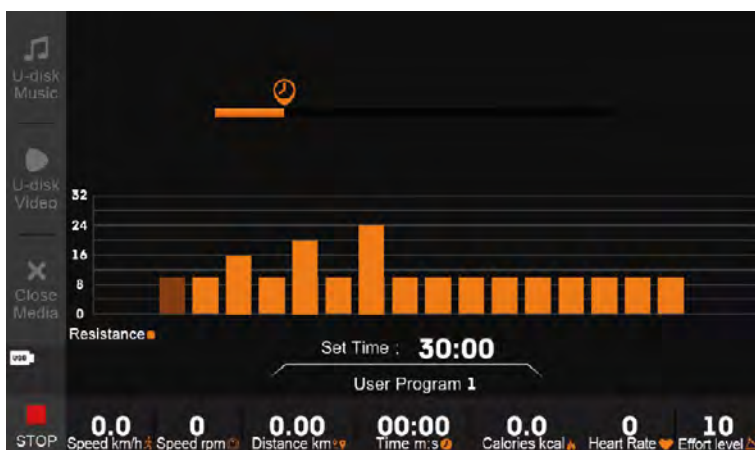 U-disk
Music
U-disk
Video
Close
Media
USB
STOP
32
24
16
8
0
Resistance
Set Time : 30:00
User Program 1
0.0 0 0.00 00:00 0.0 0 10
Speed km/h Speed rpm Distance km Time m:s Calories kcal Heart Rate Effort level